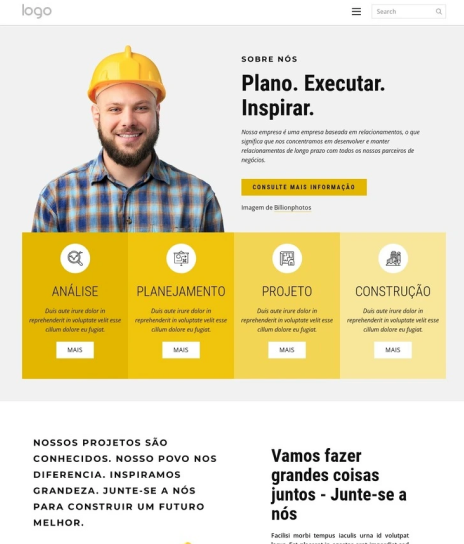 logo
Search
SOBRE NÓS
Plano. Executar.
Inspirar.
Nossa empresa é uma empresa baseada em relacionamentos, o que
significa que nos concentramos em desenvolver e manter
relacionamentos de longo prazo com todos os nossos parceiros de
negócios.
CONSULTE MAIS INFORMAÇÃO
Imagem de Billionphotos
ANÁLISE
Duis aute irure dolor in
reprehenderit in voluptate velit esse
cillum dolore eu fugiat.
MAIS
PLANEJAMENTO
Duis aute irure dolor in
reprehenderit in voluptate velit esse
cillum dolore eu fugiat.
MAIS
PROJETO
Duis aute irure dolor in
reprehenderit in voluptate velit esse
cillum dolore eu fugiat.
MAIS
CONSTRUÇÃO
Duis aute irure dolor in
reprehenderit in voluptate velit esse
cillum dolore eu fugiat.
MAIS
NOSSOS PROJETOS SÃO
CONHECIDOS. NOSSO POVO NOS
DIFERENCIA. INSPIRAMOS
GRANDEZA. JUNTE-SE A NÓS
PARA CONSTRUIR UM FUTURO
MELHOR.
Vamos fazer
grandes coisas
juntos - Junte-se a
nós
Facilisi morbi tempus iaculis urna id volutpat